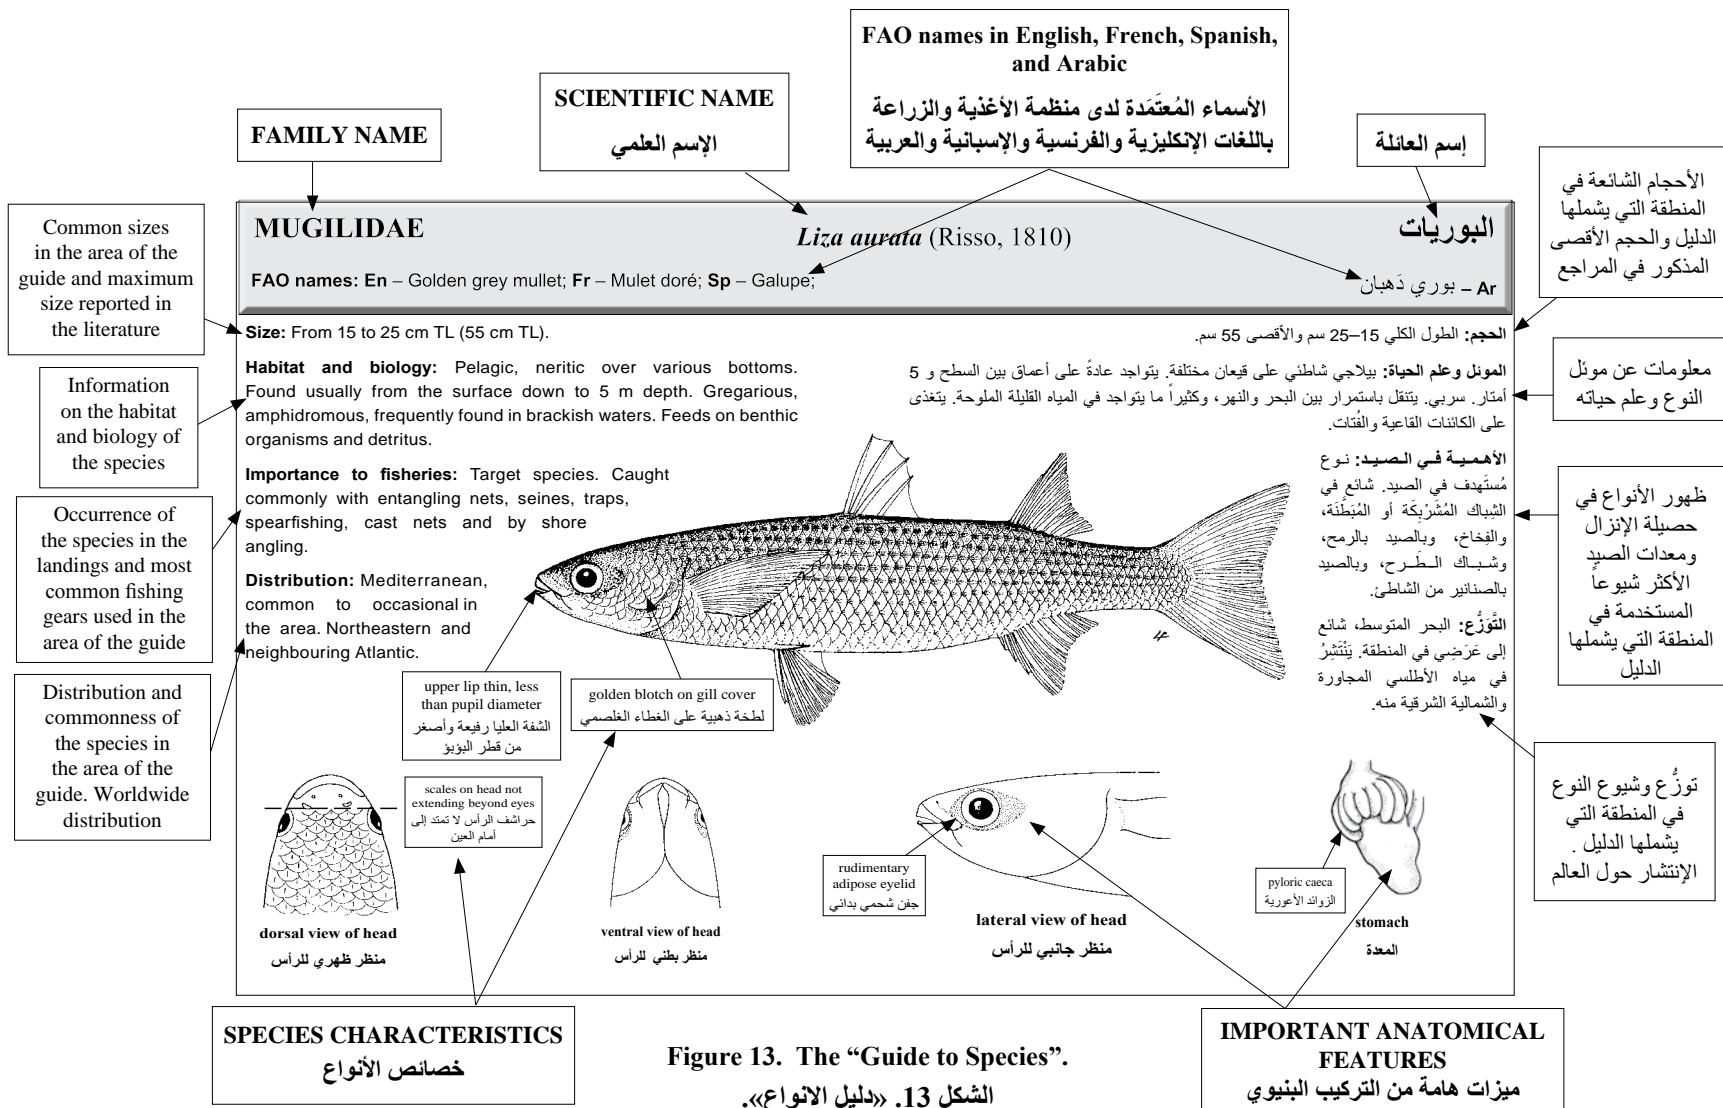 FAO names in English, French, Spanish,
and Arabic
الأسماء المُعتَمَدة لدى منظمة الأغذية والزراعة
باللغات الإنكليزية والفرنسية والإسبانية والعربية
SCIENTIFIC NAME
الإسم العلمي
FAMILY NAME
إسم العائلة
الأحجام الشائعة في
المنطقة التي يشملها
الدليل والحجم الأقصى
المذكور في المراجع
Common sizes
in the area of the
guide and maximum
size reported in
the literature
MUGILIDAE
Liza aurata (Risso, 1810)
البوريات
FAO names: En – Golden grey mullet; Fr – Mulet doré; Sp – Galupe;
Ar – بوري دَهبان
Size: From 15 to 25 cm TL (55 cm TL).
الحجم: الطول الكلي 15–25 سم والأقصى 55 سم.
Habitat and biology: Pelagic, neritic over various bottoms.
Found usually from the surface down to 5 m depth. Gregarious,
amphidromous, frequently found in brackish waters. Feeds on benthic
organisms and detritus.
الموئل وعلم الحياة: بيلاجي شاطئي على قيعان مختلفة. يتواجد عادةً على أعماق بين السطح و 5
أمتار. سربي. يتنقل باستمرار بين البحر والنهر، وكثيراً ما يتواجد في المياه القليلة الملوحة. يتغذى
على الكائنات القاعية والفُتات.
Information
on the habitat
and biology of
the species
معلومات عن موئل
النوع وعلم حياته
Importance to fisheries: Target species. Caught
commonly with entangling nets, seines, traps,
spearfishing, cast nets and by shore
angling.
الأهـمـيـة فـي الـصـيـد: نـوع
مُستَهدف في الصيد. شائع في
الشِباك المُشَرْبِكَة أو المُبَطَّنَة،
والفِخاخ، وبالصيد بالرمح،
وشـبـاك الـطَـرح، وبالصيد
بالصنانير من الشاطئ.
Occurrence of
the species in the
landings and most
common fishing
gears used in the
area of the guide
ظهور الأنواع في
حصيلة الإنزال
ومعدات الصيد
الأكثر شيوعاً
المستخدمة في
المنطقة التي يشملها
الدليل
Distribution: Mediterranean,
common to occasional in
the area. Northeastern and
neighbouring Atlantic.
التَّوَزُّع: البحر المتوسط، شائع
إلى عَرَضِي في المنطقة. يَنْتَشِرُ
في مياه الأطلسي المجاورة
والشمالية الشرقية منه.
Distribution and
commonness of
the species in
the area of the
guide. Worldwide
distribution
توزُّع وشيوع النوع
في المنطقة التي
يشملها الدليل .
الإنتشار حول العالم
upper lip thin, less
than pupil diameter
الشفة العليا رفيعة وأصغر
من قطر البؤبؤ
golden blotch on gill cover
لطخة ذهبية على الغطاء الغلصمي
scales on head not
extending beyond eyes
حراشف الرأس لا تمتد إلى
أمام العين
rudimentary
adipose eyelid
جفن شحمي بدائي
pyloric caeca
الزوائد الأعورية
dorsal view of head
منظر ظهري للرأس
ventral view of head
منظر بطني للرأس
lateral view of head
منظر جانبي للرأس
stomach
المعدة
SPECIES CHARACTERISTICS
خصائص الأنواع
IMPORTANT ANATOMICAL
FEATURES
ميزات هامة من التركيب البنيوي
Figure 13. The “Guide to Species”.
الشكل 13. «دليل الانواع».